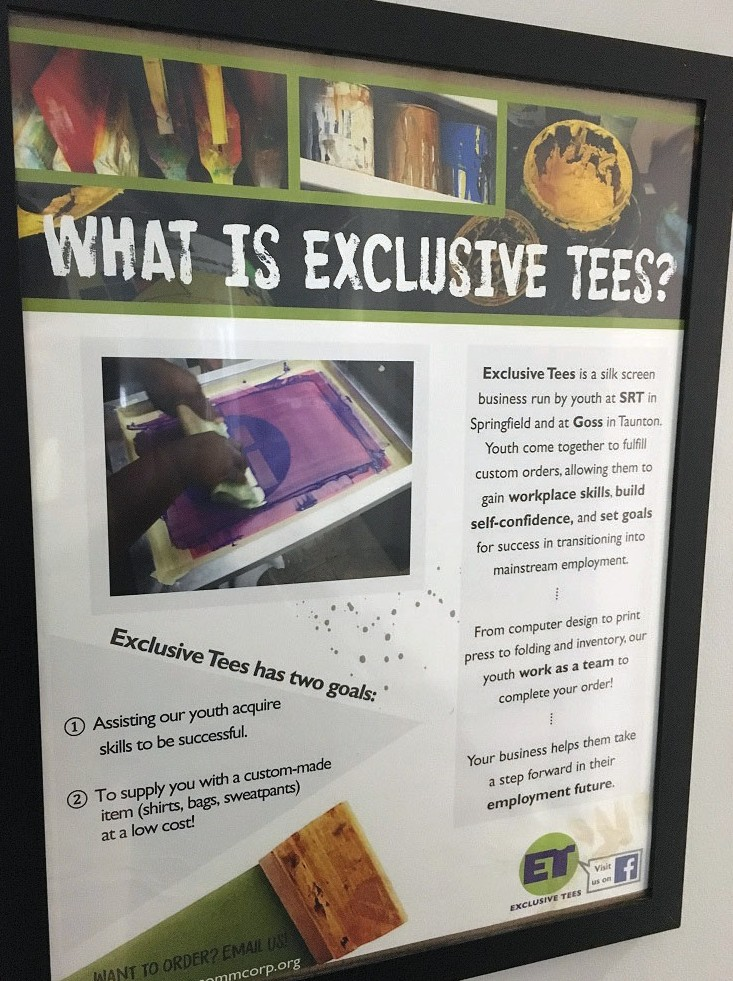 WHAT IS EXCLUSIVE TEES?
Exclusive Tees is a silk screen
business run by youth at SRT in
Springfield and at Goss in Taunton.
Youth come together to fulfill
custom orders, allowing them to
gain workplace skills, build
self-confidence, and set goals
for success in transitioning into
mainstream employment.
From computer design to print
press to folding and inventory, our
youth work as a team to
complete your order!
Your business helps them take
a step forward in their
employment future.
Exclusive Tees has two goals:
1 Assisting our youth acquire
skills to be successful.
2 To supply you with a custom-made
item (shirts, bags, sweatpants)
at a low cost!
WANT TO ORDER? EMAIL US!
ommcorp.org
ET
EXCLUSIVE TEES
Visit
us on
f